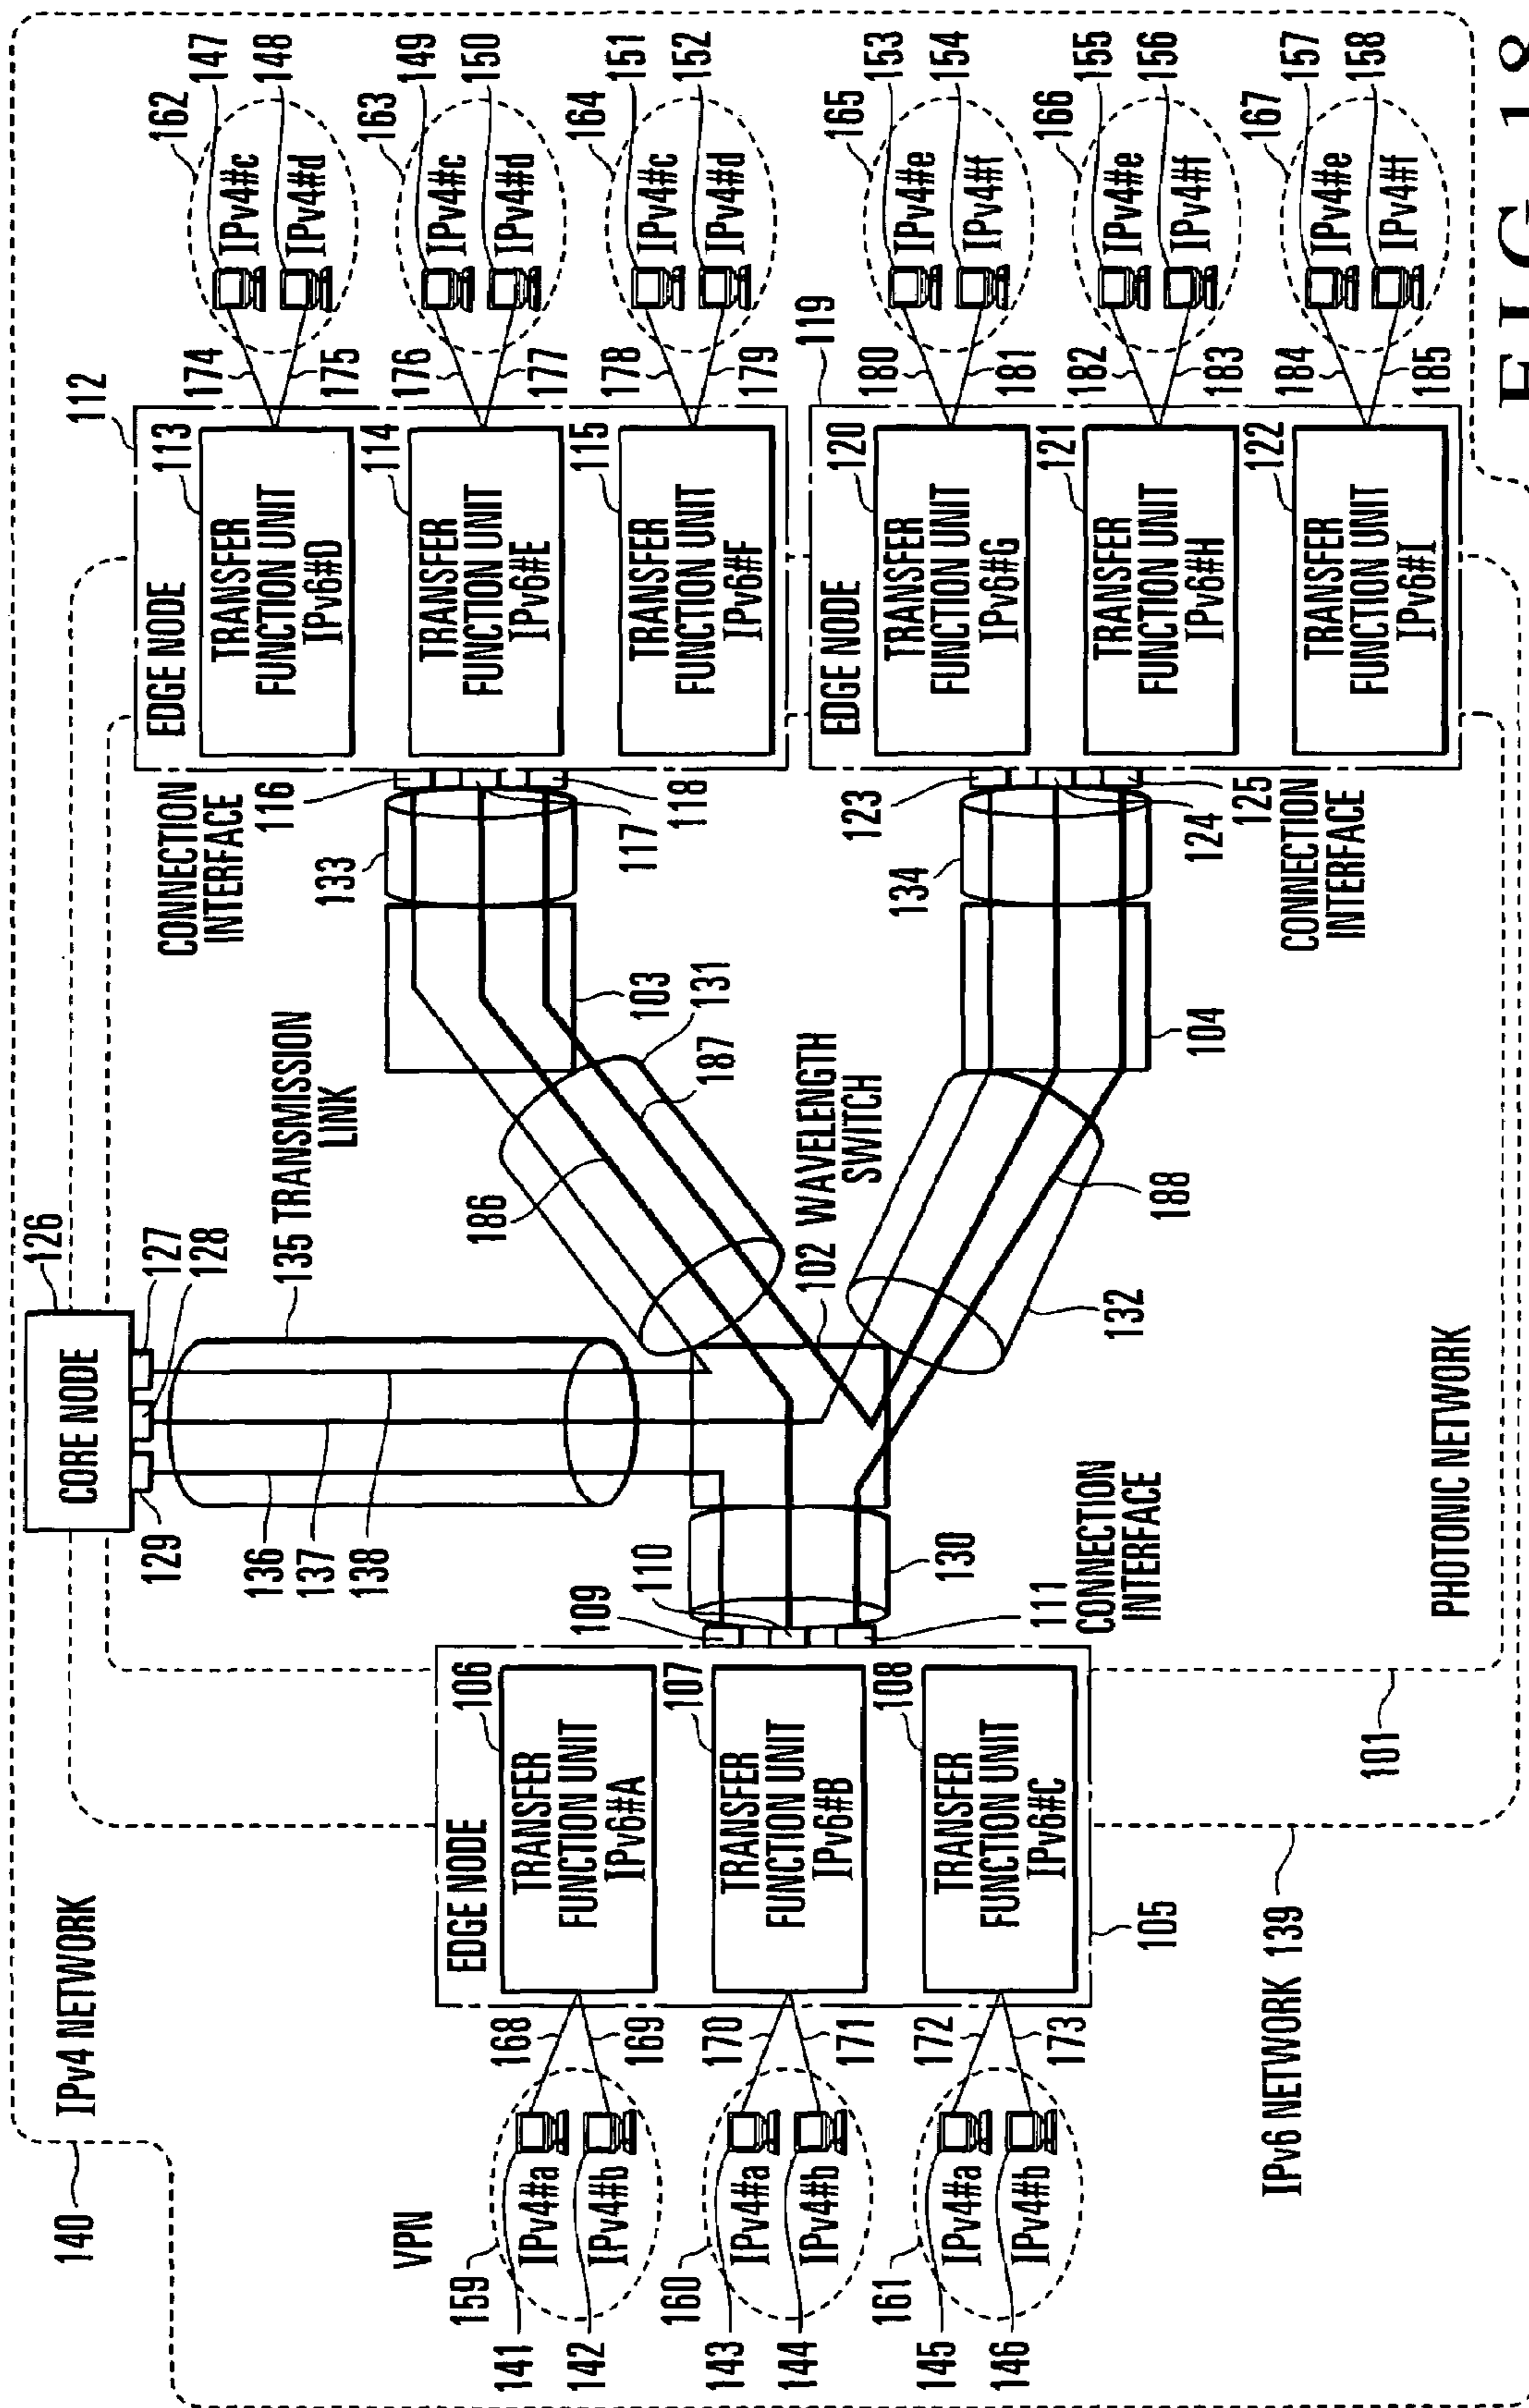 140
IPv4 NETWORK
VPN
159
141
IPv4#a
IPv4#b
142
160
143
IPv4#a
IPv4#b
144
161
145
IPv4#a
IPv4#b
146
168
169
170
171
172
173
EDGE NODE
106
TRANSFER
FUNCTION UNIT
IPv6#A
107
TRANSFER
FUNCTION UNIT
IPv6#B
108
TRANSFER
FUNCTION UNIT
IPv6#C
105
IPv6 NETWORK 139
101
PHOTONIC NETWORK
109
110
111
CONNECTION
INTERFACE
130
126
CORE NODE
127
128
129
136
137
138
135 TRANSMISSION
LINK
102 WAVELENGTH
SWITCH
186
187
131
103
132
188
104
133
134
CONNECTION
INTERFACE
116
117
118
123
124
125
CONNECTION
INTERFACE
112
EDGE NODE
113
TRANSFER
FUNCTION UNIT
IPv6#D
114
TRANSFER
FUNCTION UNIT
IPv6#E
115
TRANSFER
FUNCTION UNIT
IPv6#F
119
EDGE NODE
120
TRANSFER
FUNCTION UNIT
IPv6#G
121
TRANSFER
FUNCTION UNIT
IPv6#H
122
TRANSFER
FUNCTION UNIT
IPv6#I
174
175
176
177
178
179
180
181
182
183
184
185
162
147
IPv4#c
IPv4#d
148
163
149
IPv4#c
IPv4#d
150
164
151
IPv4#c
IPv4#d
152
165
153
IPv4#e
IPv4#f
154
166
155
IPv4#e
IPv4#f
156
167
157
IPv4#e
IPv4#f
158
FIG. 18